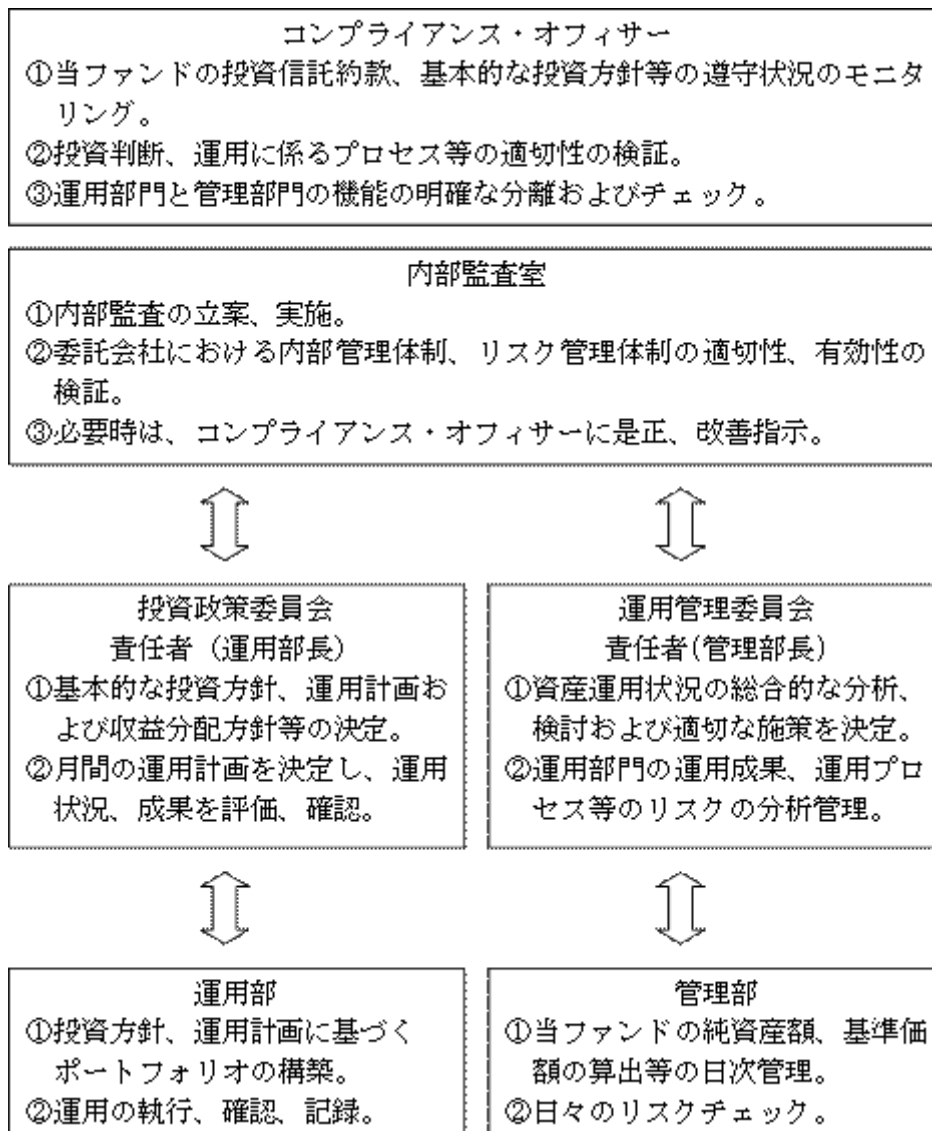 コンプライアンス・オフィサー
①当ファンドの投資信託約款、基本的な投資方針等の遵守状況のモニタ
リング。
②投資判断、運用に係るプロセス等の適切性の検証。
③運用部門と管理部門の機能の明確な分離およびチェック。
内部監査室
①内部監査の立案、実施。
②委託会社における内部管理体制、リスク管理体制の適切性、有効性の
検証。
③必要時は、コンプライアンス・オフィサーに是正、改善指示。
投資政策委員会
責任者（運用部長）
①基本的な投資方針、運用計画お
よび収益分配方針等の決定。
②月間の運用計画を決定し、運用
状況、成果を評価、確認。
運用管理委員会
責任者(管理部長)
①資産運用状況の総合的な分析、
検討および適切な施策を決定。
②運用部門の運用成果、運用プロ
セス等のリスクの分析管理。
運用部
①投資方針、運用計画に基づく
ポートフォリオの構築。
②運用の執行、確認、記録。
管理部
①当ファンドの純資産額、基準価
額の算出等の日次管理。
②日々のリスクチェック。